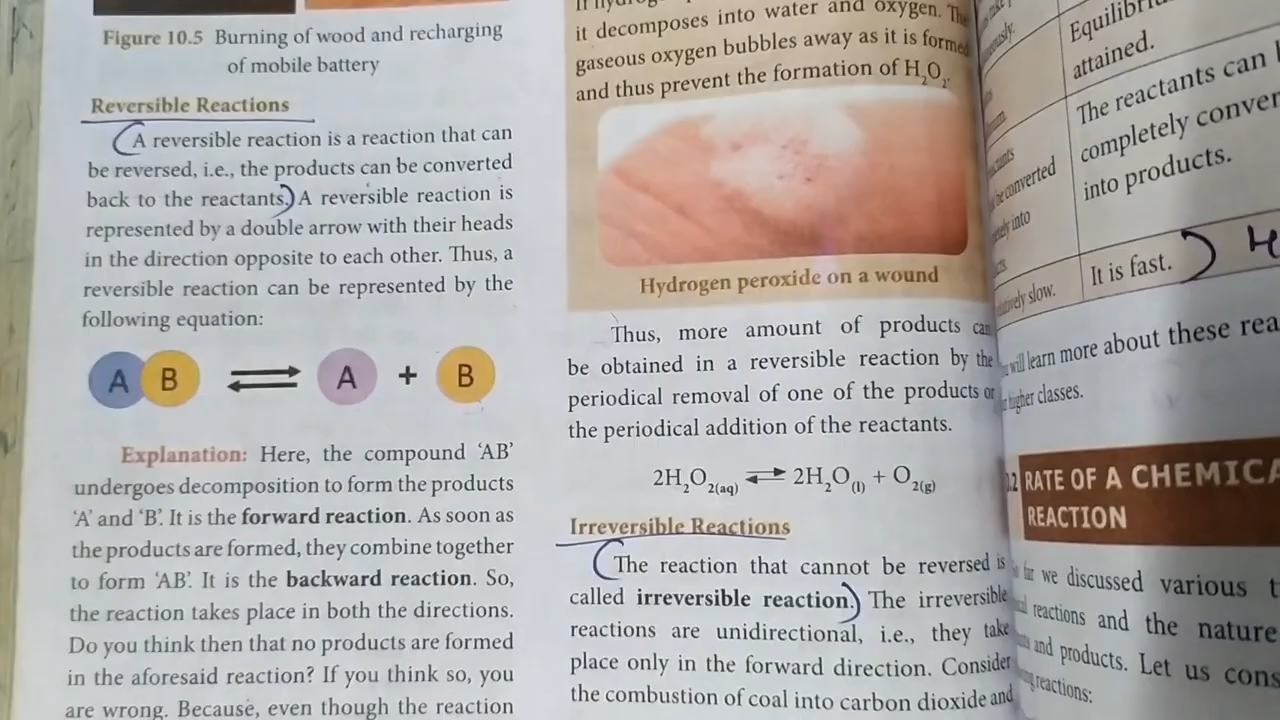 Figure 10.5 Burning of wood and recharging
of mobile battery
Reversible Reactions
A reversible reaction is a reaction that can
be reversed, i.e., the products can be converted
back to the reactants. A reversible reaction is
represented by a double arrow with their heads
in the direction opposite to each other. Thus, a
reversible reaction can be represented by the
following equation:
A B ⇌ A + B
Explanation: Here, the compound ‘AB’
undergoes decomposition to form the products
‘A’ and ‘B’. It is the forward reaction. As soon as
the products are formed, they combine together
to form ‘AB’. It is the backward reaction. So,
the reaction takes place in both the directions.
Do you think then that no products are formed
in the aforesaid reaction? If you think so, you
are wrong. Because, even though the reaction
it decomposes into water and oxygen. The
gaseous oxygen bubbles away as it is formed
and thus prevent the formation of H₂O₂.
Hydrogen peroxide on a wound
Thus, more amount of products can
be obtained in a reversible reaction by the
periodical removal of one of the products or
the periodical addition of the reactants.
2H₂O₂(aq) ⇌ 2H₂O(l) + O₂(g)
Irreversible Reactions
The reaction that cannot be reversed is
called irreversible reaction. The irreversible
reactions are unidirectional, i.e., they take
place only in the forward direction. Consider
the combustion of coal into carbon dioxide and
attained.
The reactants can
completely
into products.
be converted
into
It is fast.
slow.
will learn more about these
higher classes.
RATE OF A
REACTION
we discussed various
reactions and the nature
and products. Let us
reactions: